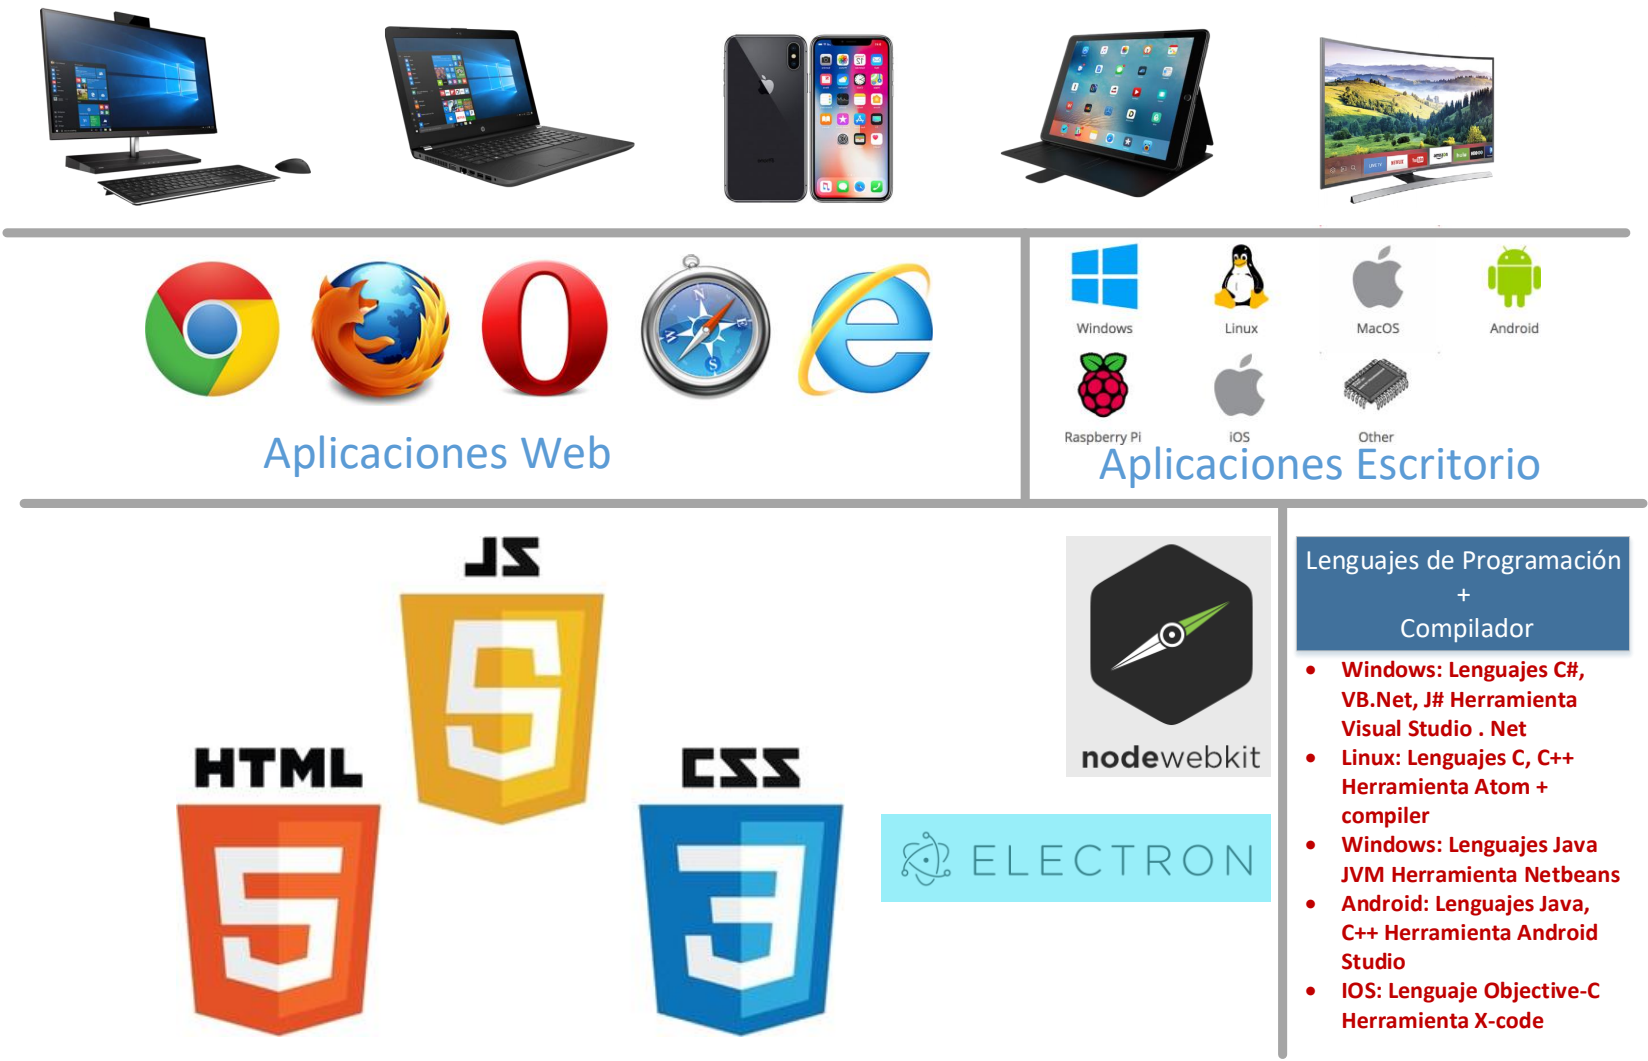 Windows
Linux
MacOS
Android
Raspberry Pi
iOS
Other
Aplicaciones Web
Aplicaciones Escritorio
JS
HTML
CSS
nodewebkit
ELECTRON
Lenguajes de Programación
+
Compilador
• Windows: Lenguajes C#,
VB.Net, J# Herramienta
Visual Studio . Net
• Linux: Lenguajes C, C++
Herramienta Atom +
compiler
• Windows: Lenguajes Java
JVM Herramienta Netbeans
• Android: Lenguajes Java,
C++ Herramienta Android
Studio
• IOS: Lenguaje Objective-C
Herramienta X-code